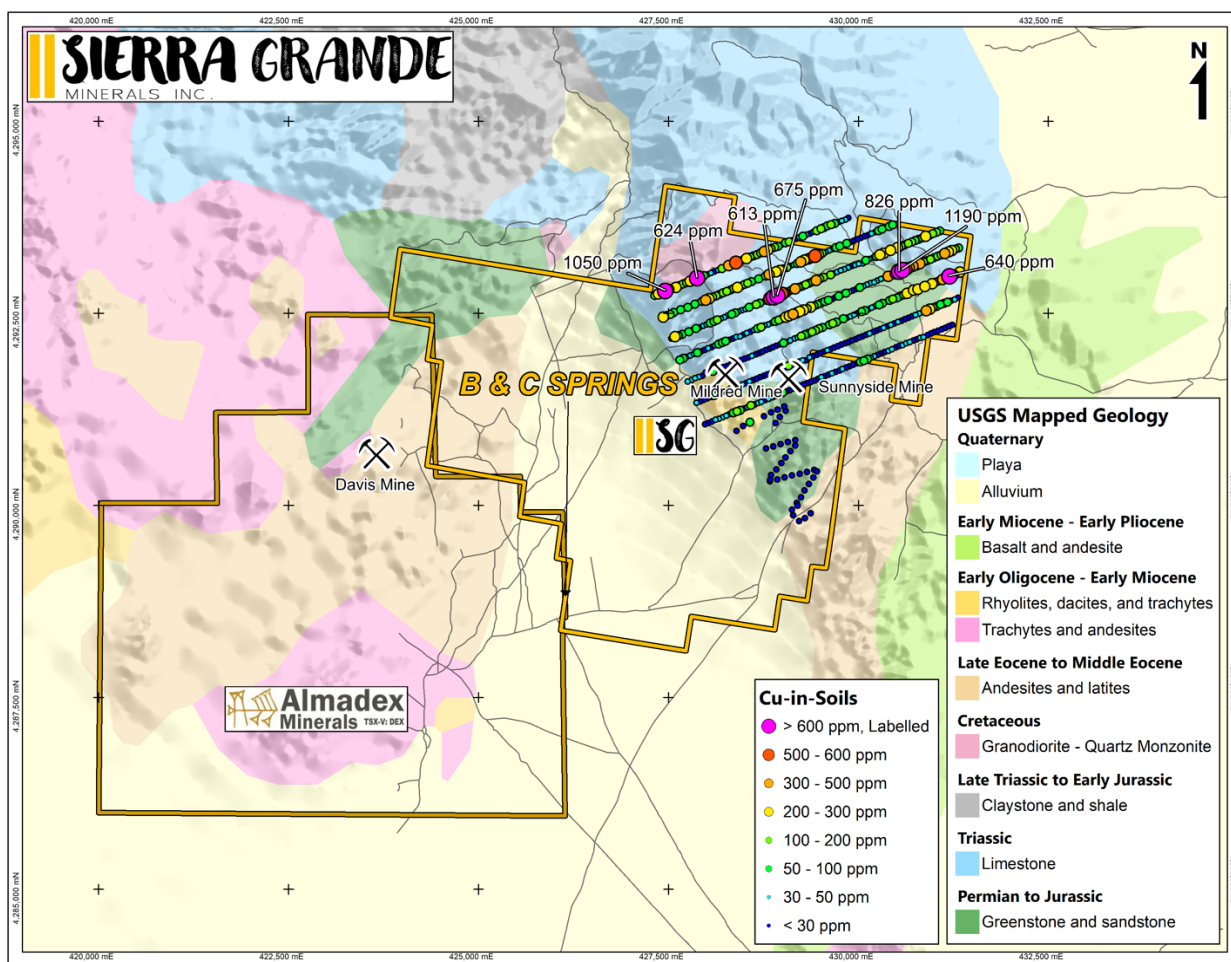 420,000 mE
422,500 mE
425,000 mE
427,500 mE
430,000 mE
432,500 mE
SIERRA GRANDE
MINERALS INC.
N
4,295,000 mN
4,292,500 mN
4,290,000 mN
4,287,500 mN
4,285,000 mN
675 ppm
613 ppm
826 ppm
624 ppm
1190 ppm
1050 ppm
640 ppm
B & C SPRINGS
Mildred Mine
Sunnyside Mine
SG
Davis Mine
Almadex
Minerals TSX-V: DEX
USGS Mapped Geology
Quaternary
Playa
Alluvium
Early Miocene - Early Pliocene
Basalt and andesite
Early Oligocene - Early Miocene
Rhyolites, dacites, and trachytes
Trachytes and andesites
Late Eocene to Middle Eocene
Andesites and latites
Cretaceous
Granodiorite - Quartz Monzonite
Late Triassic to Early Jurassic
Claystone and shale
Triassic
Limestone
Permian to Jurassic
Greenstone and sandstone
Cu-in-Soils
> 600 ppm, Labelled
500 - 600 ppm
300 - 500 ppm
200 - 300 ppm
100 - 200 ppm
50 - 100 ppm
30 - 50 ppm
< 30 ppm
420,000 mE
422,500 mE
425,000 mE
427,500 mE
430,000 mE
432,500 mE